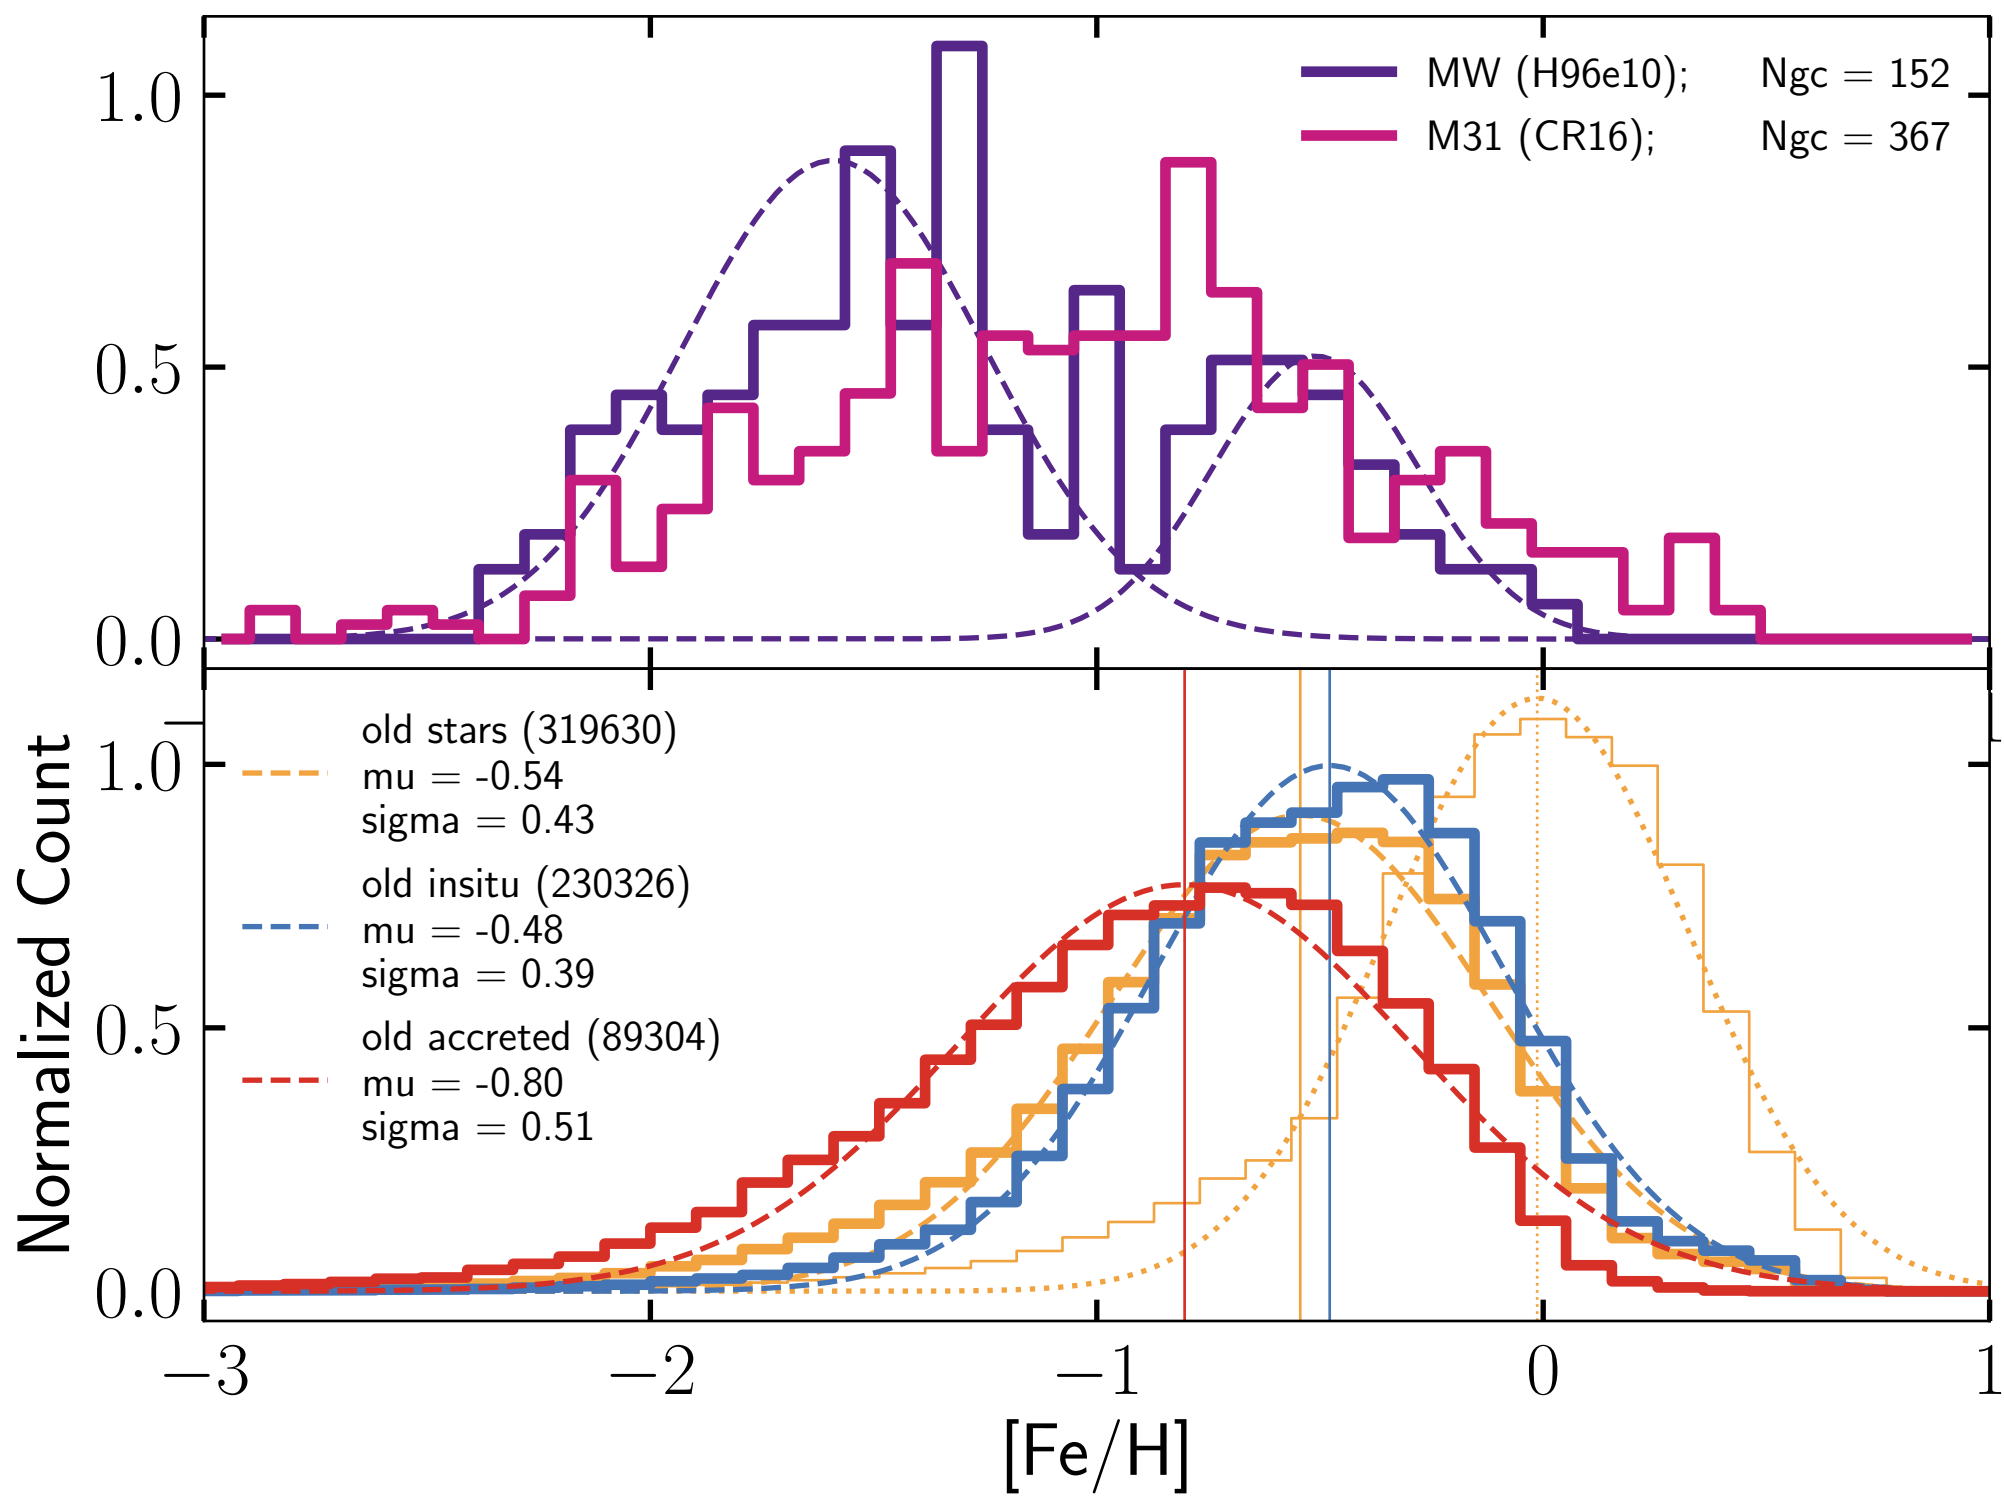 1.0
0.5
0.0
MW (H96e10); Ngc = 152
M31 (CR16); Ngc = 367
Normalized Count
1.0
0.5
0.0
old stars (319630)
mu = -0.54
sigma = 0.43
old insitu (230326)
mu = -0.48
sigma = 0.39
old accreted (89304)
mu = -0.80
sigma = 0.51
−3 −2 −1 0 1
[Fe/H]